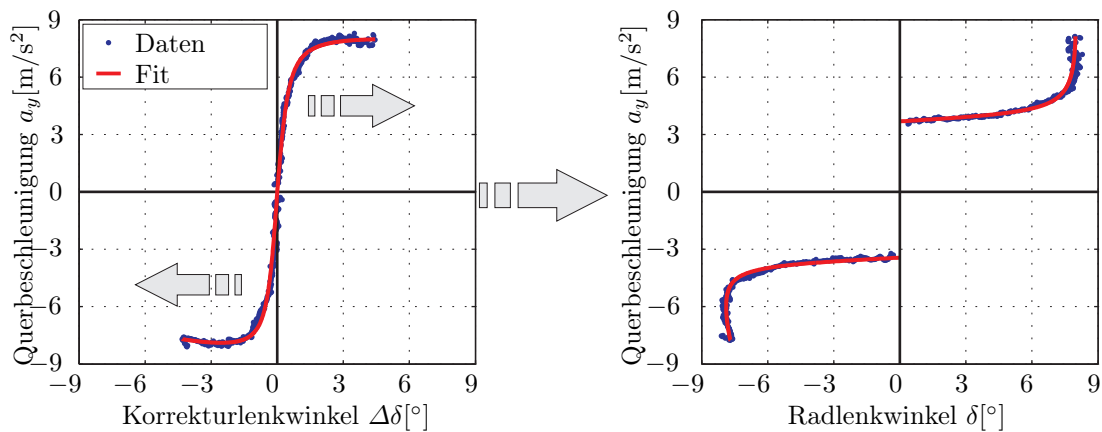 Querbeschleunigung a_y[m/s²]
9
6
3
0
−3
−6
−9
Daten
Fit
−9 −6 −3 0 3 6 9
Korrekturlenkwinkel Δδ[°]
Querbeschleunigung a_y[m/s²]
9
6
3
0
−3
−6
−9
−9 −6 −3 0 3 6 9
Radlenkwinkel δ[°]